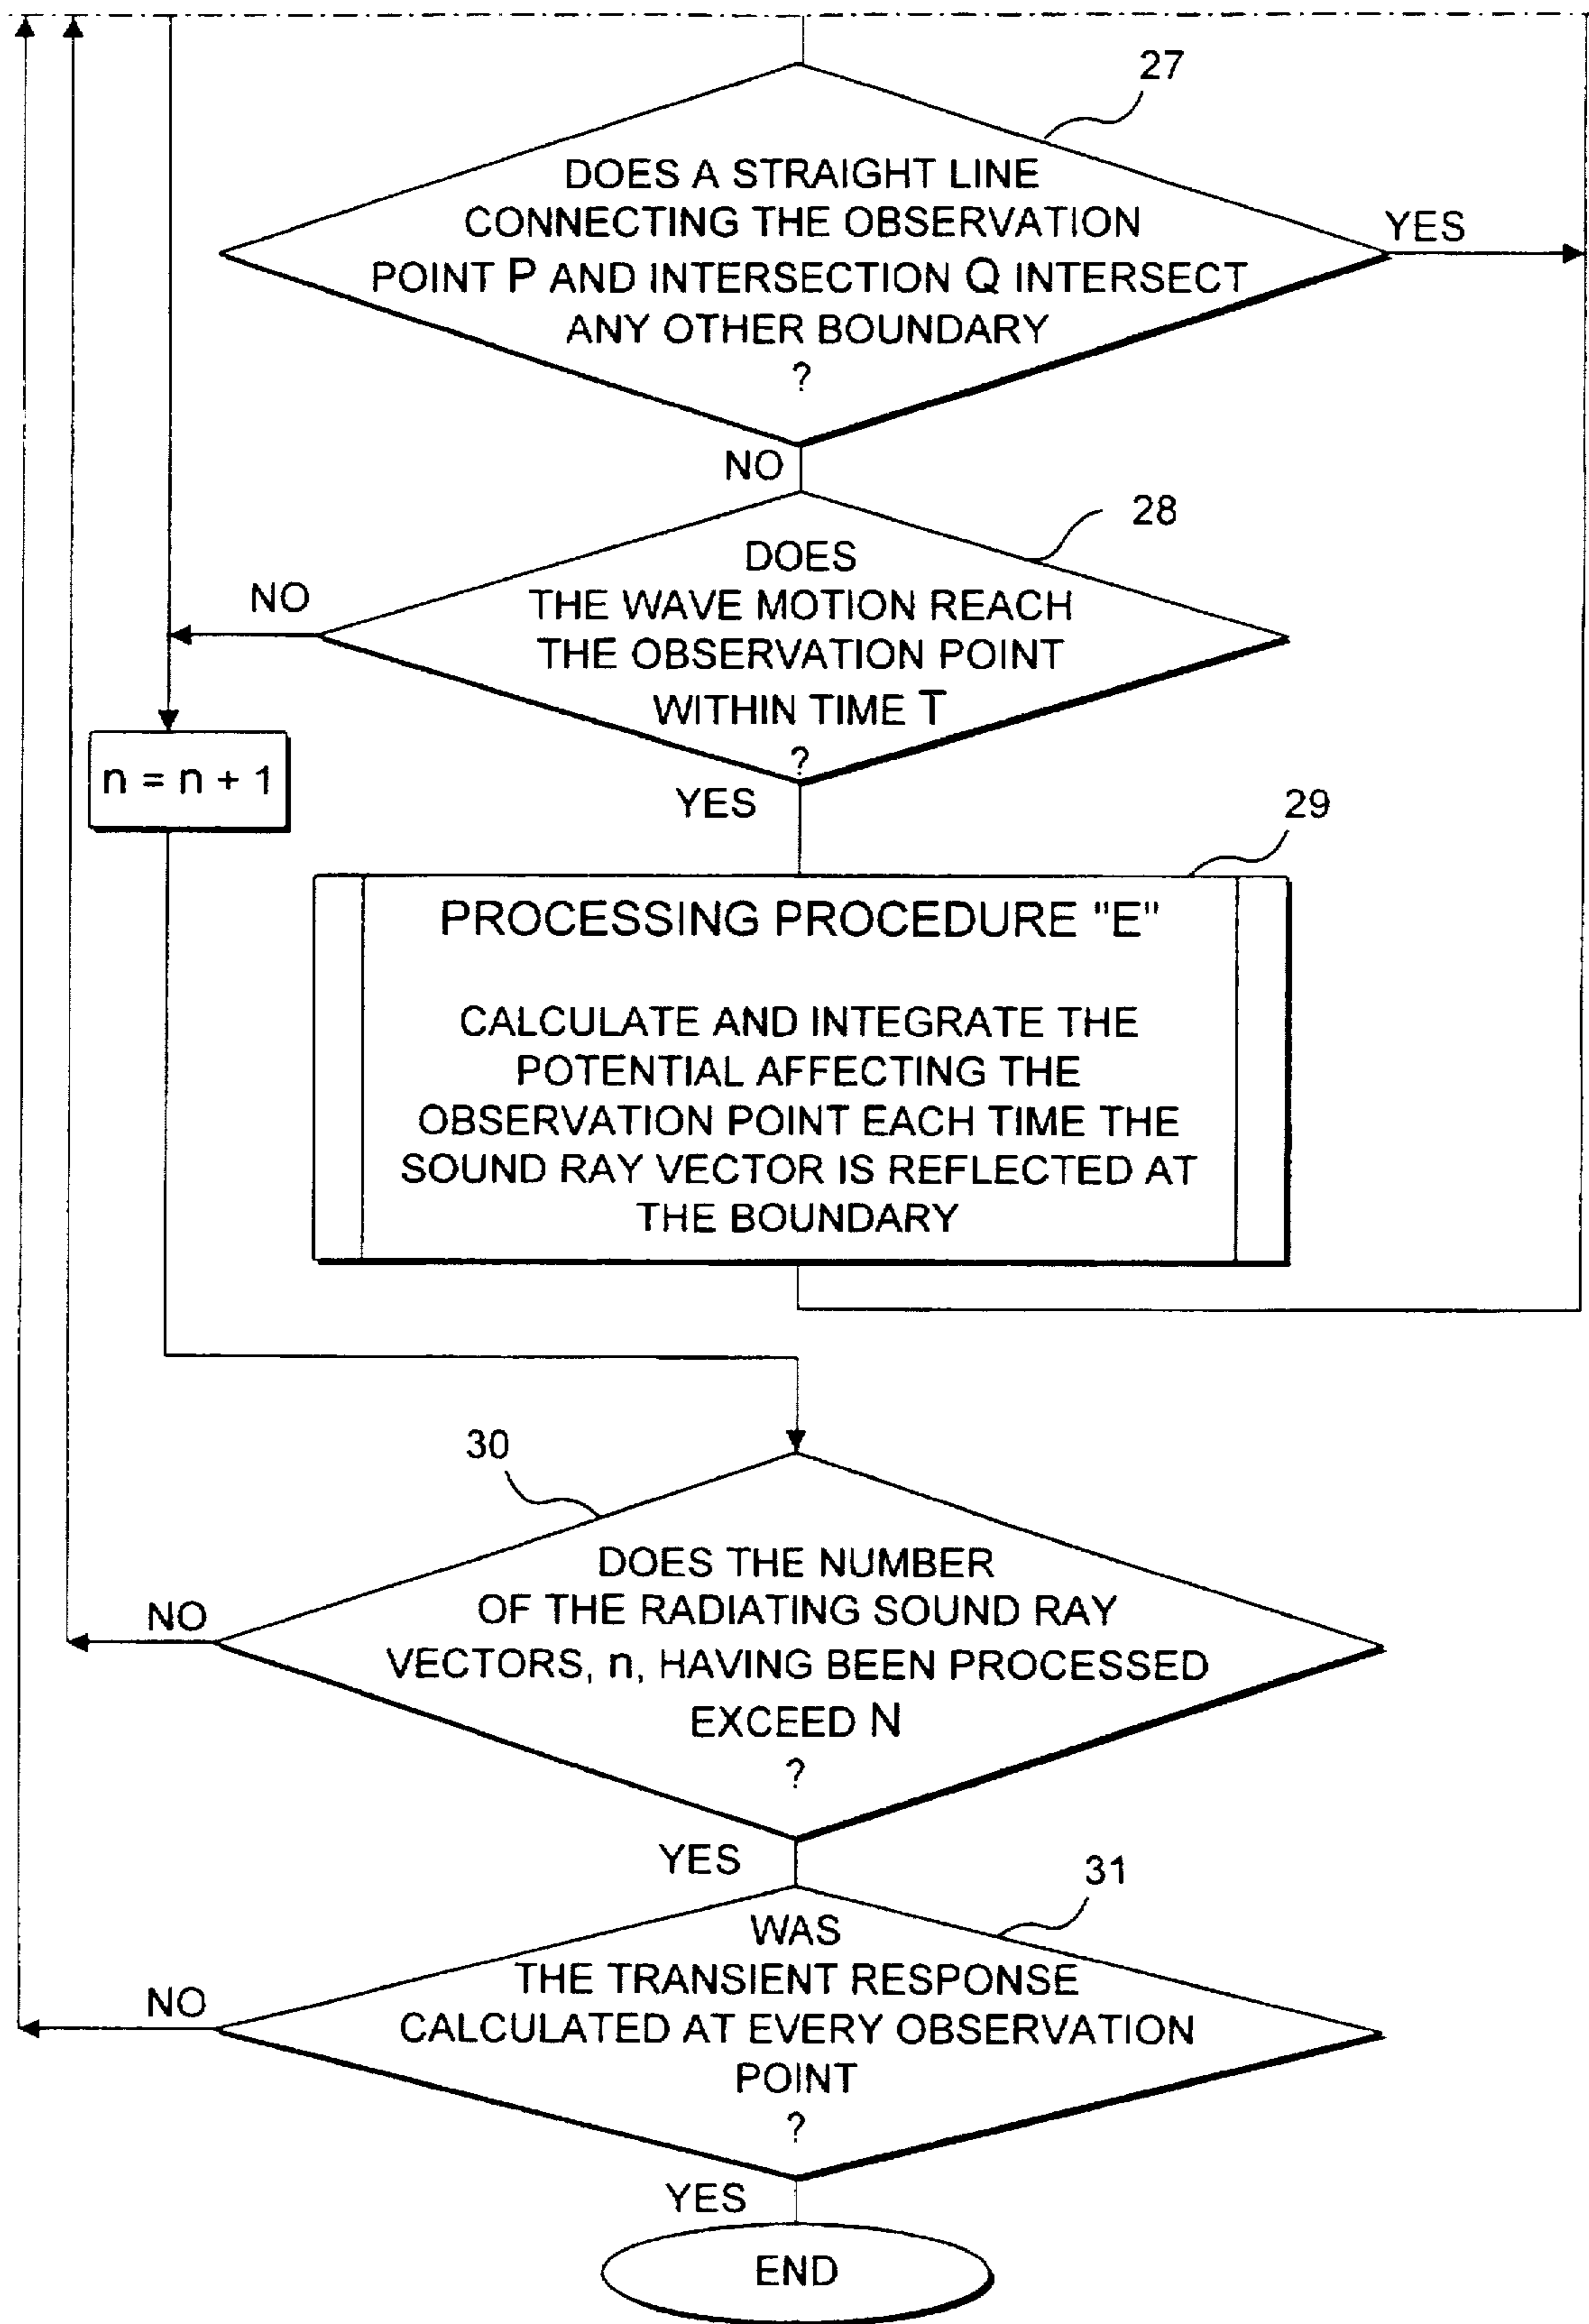 27
DOES A STRAIGHT LINE
CONNECTING THE OBSERVATION
POINT P AND INTERSECTION Q INTERSECT
ANY OTHER BOUNDARY
?
YES
NO
28
DOES
THE WAVE MOTION REACH
THE OBSERVATION POINT
WITHIN TIME T
?
NO
n = n + 1
YES
29
PROCESSING PROCEDURE "E"
CALCULATE AND INTEGRATE THE
POTENTIAL AFFECTING THE
OBSERVATION POINT EACH TIME THE
SOUND RAY VECTOR IS REFLECTED AT
THE BOUNDARY
30
DOES THE NUMBER
OF THE RADIATING SOUND RAY
VECTORS, n, HAVING BEEN PROCESSED
EXCEED N
?
NO
YES
31
WAS
THE TRANSIENT RESPONSE
CALCULATED AT EVERY OBSERVATION
POINT
?
NO
YES
END